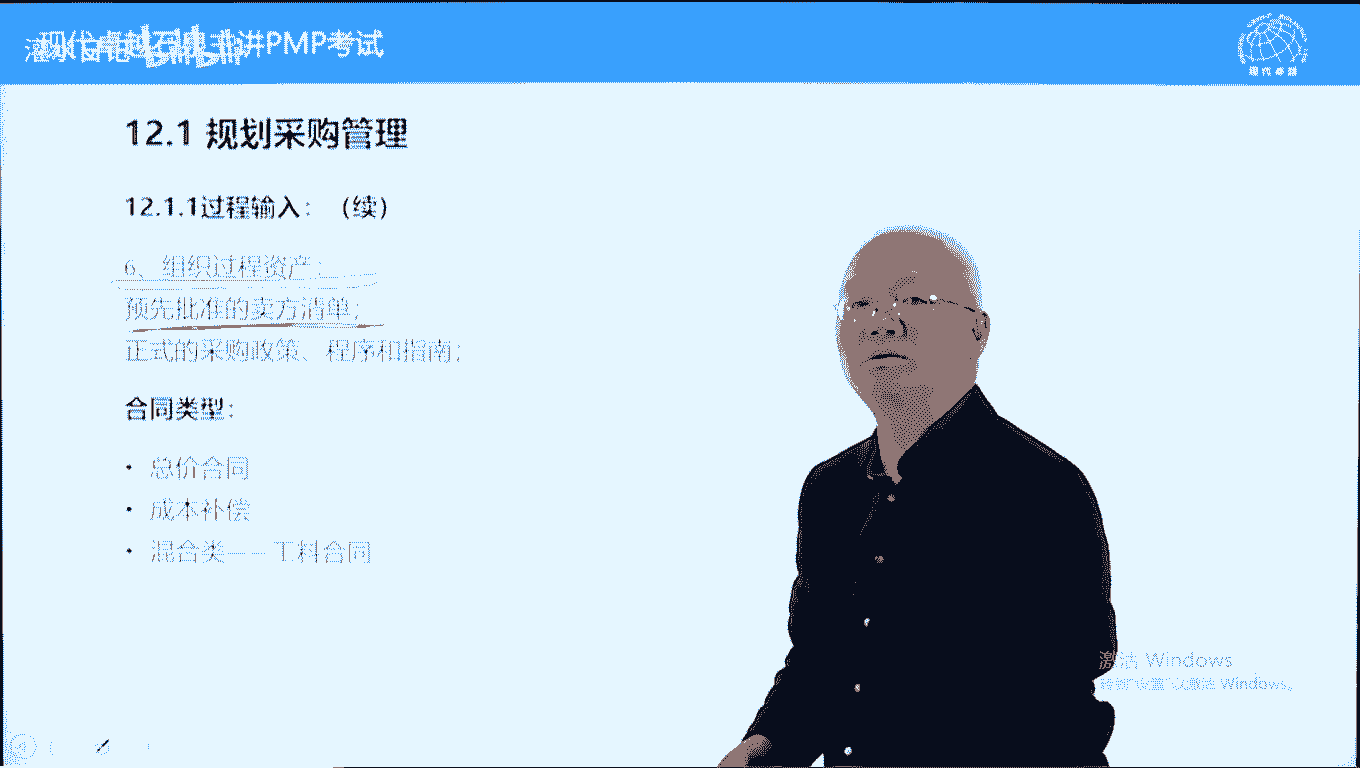 讲PMP考试
现代卓越
12.1 规划采购管理
12.1.1过程输入：（续）
6、组织过程资产：
预先批准的卖方清单；
正式的采购政策、程序和指南；
合同类型：
• 总价合同
• 成本补偿
• 混合类——工料合同
激活 Windows
转到"设置"以激活 Windows。